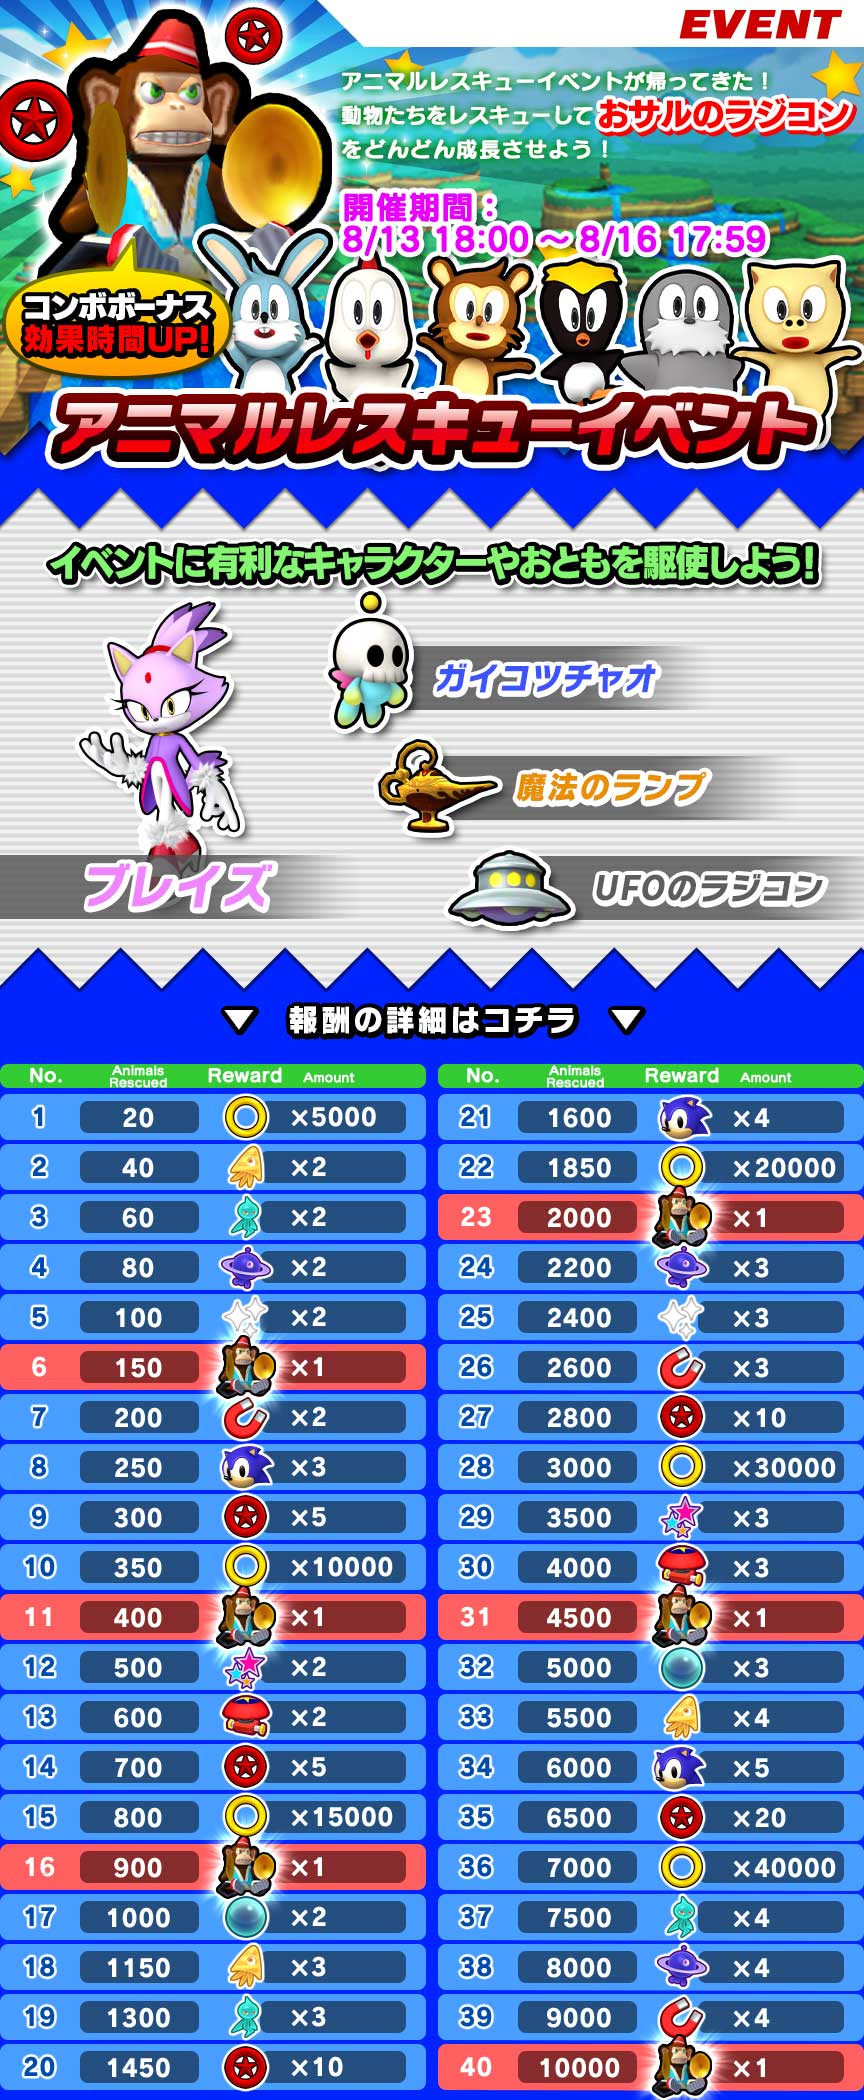 EVENT
アニマルレスキューイベントが帰ってきた！
動物たちをレスキューしておサルのラジコン
をどんどん成長させよう！
開催期間：
8/13 18:00 ～ 8/16 17:59
コンボボーナス
効果時間UP!
アニマルレスキューイベント
イベントに有利なキャラクターやおともを駆使しよう!
ガイコツチャオ
魔法のランプ
ブレイズ
UFOのラジコン
▼ 報酬の詳細はコチラ ▼
No. Animals Rescued Reward Amount
1 20 ×5000
2 40 ×2
3 60 ×2
4 80 ×2
5 100 ×2
6 150 ×1
7 200 ×2
8 250 ×3
9 300 ×5
10 350 ×10000
11 400 ×1
12 500 ×2
13 600 ×2
14 700 ×5
15 800 ×15000
16 900 ×1
17 1000 ×2
18 1150 ×3
19 1300 ×3
20 1450 ×10
No. Animals Rescued Reward Amount
21 1600 ×4
22 1850 ×20000
23 2000 ×1
24 2200 ×3
25 2400 ×3
26 2600 ×3
27 2800 ×10
28 3000 ×30000
29 3500 ×3
30 4000 ×3
31 4500 ×1
32 5000 ×3
33 5500 ×4
34 6000 ×5
35 6500 ×20
36 7000 ×40000
37 7500 ×4
38 8000 ×4
39 9000 ×4
40 10000 ×1